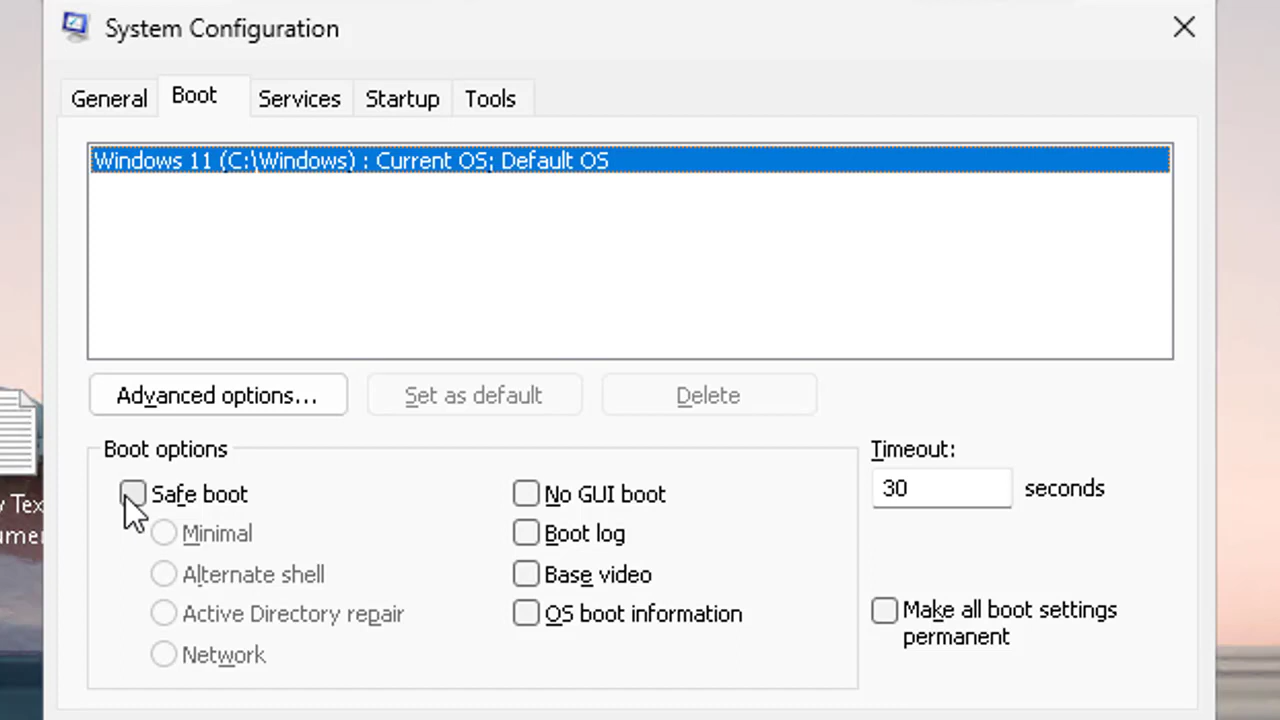 System Configuration
General Boot Services Startup Tools
Windows 11 (C:\Windows) : Current OS; Default OS
Advanced options... Set as default Delete
Boot options
Timeout:
Safe boot No GUI boot
30 seconds
Minimal Boot log
Alternate shell Base video
Active Directory repair OS boot information
Make all boot settings
permanent
Network